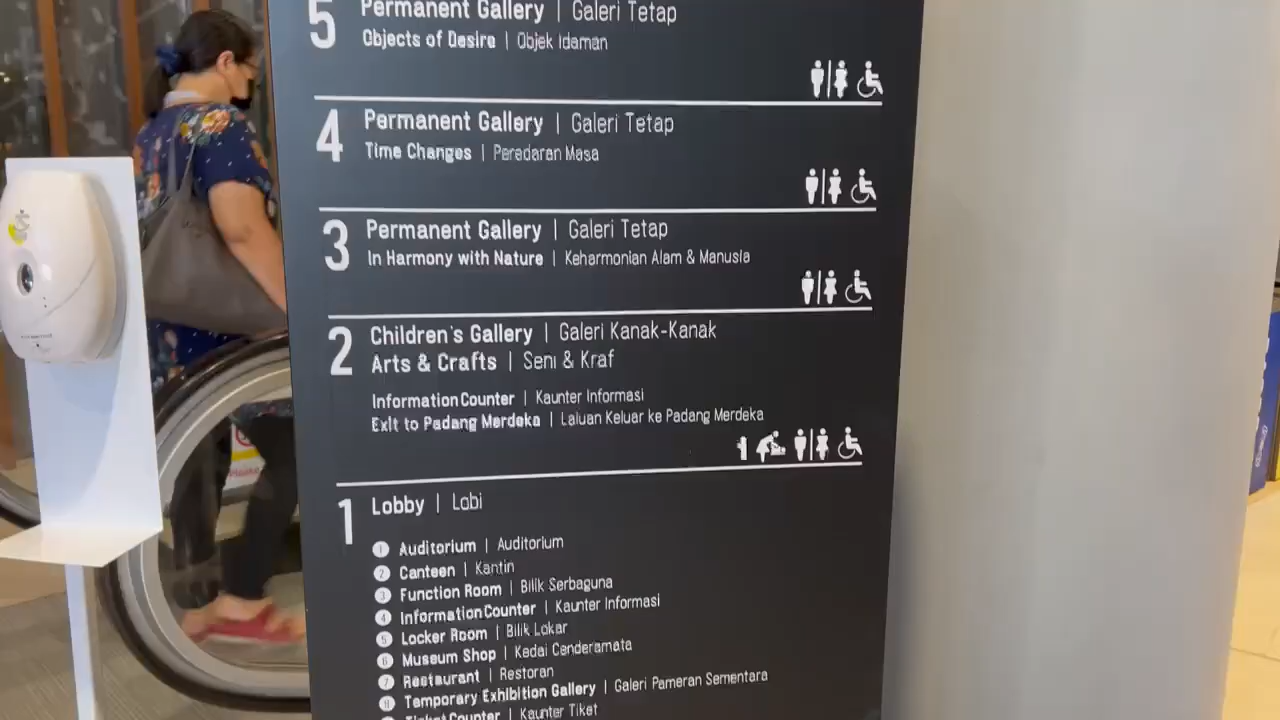 5 Permanent Gallery | Galeri Tetap
Objects of Desire | Objek Idaman
4 Permanent Gallery | Galeri Tetap
Time Changes | Peredaran Masa
3 Permanent Gallery | Galeri Tetap
In Harmony with Nature | Keharmonian Alam & Manusia
2 Children's Gallery | Galeri Kanak-Kanak
Arts & Crafts | Seni & Kraf
Information Counter | Kaunter Informasi
Exit to Padang Merdeka | Laluan Keluar ke Padang Merdeka
1 Lobby | Lobi
1 Auditorium | Auditorium
2 Canteen | Kantin
3 Function Room | Bilik Serbaguna
4 Information Counter | Kaunter Informasi
5 Locker Room | Bilik Lokar
6 Museum Shop | Kedai Cenderamata
7 Restaurant | Restoran
8 Temporary Exhibition Gallery | Galeri Pameran Sementara
Ticket Counter | Kaunter Tiket